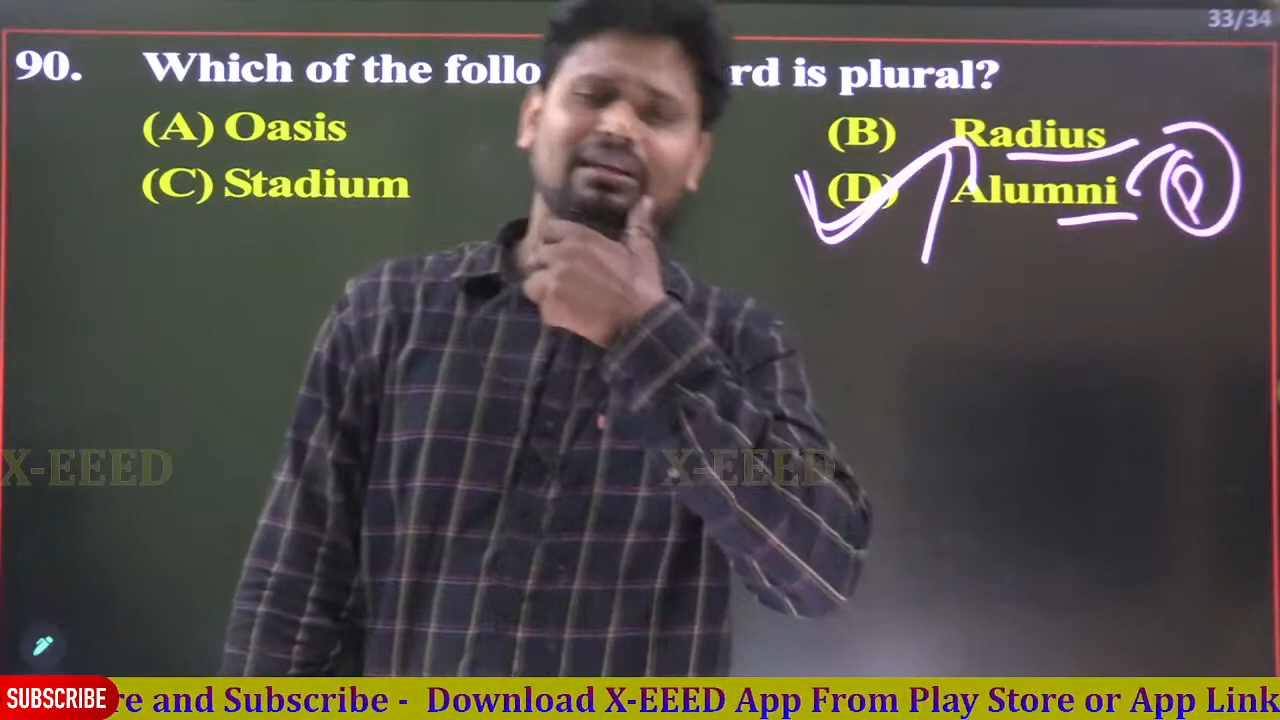 33/34
90. Which of the follo rd is plural?
(A) Oasis (B) Radius
(C) Stadium (D) Alumni
X-EEED X-EEED
SUBSCRIBE re and Subscribe - Download X-EEED App From Play Store or App Link